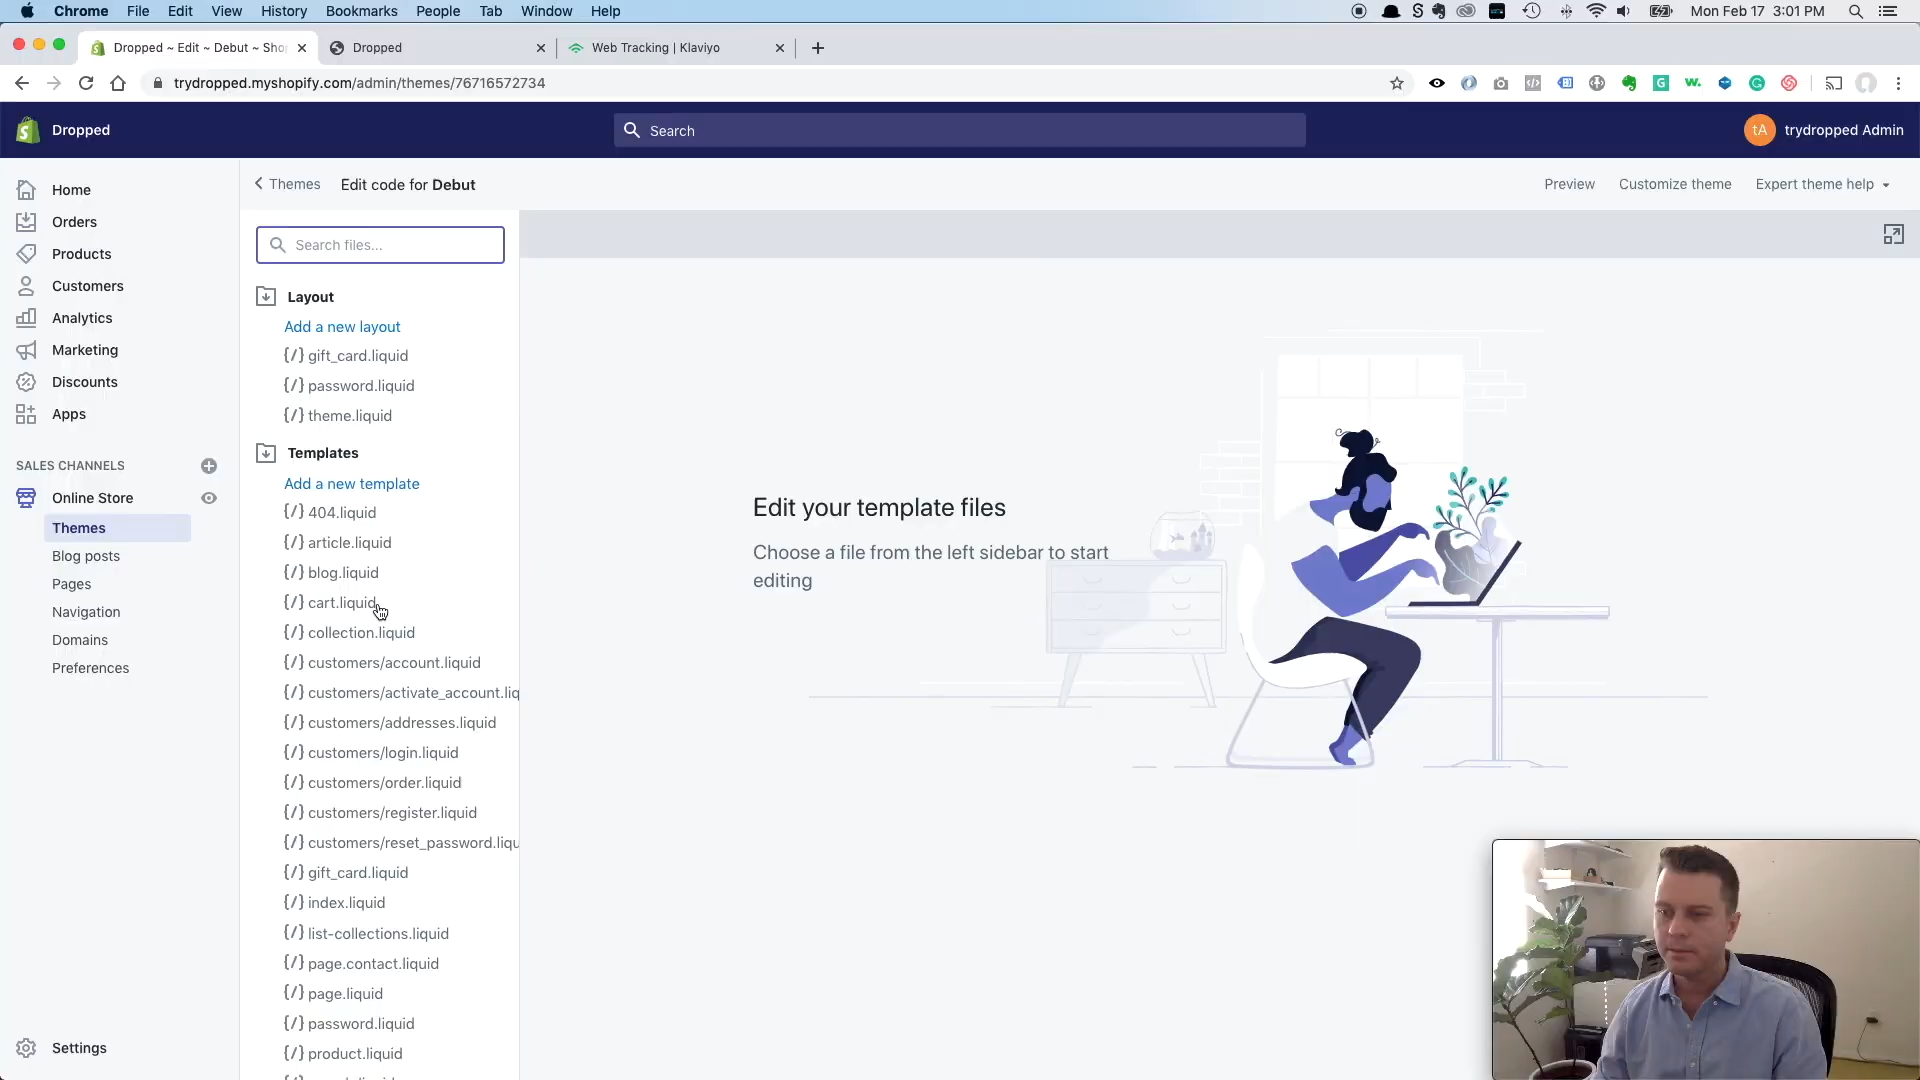 Chrome File Edit View History Bookmarks People Tab Window Help
Mon Feb 17 3:01 PM
Dropped ~ Edit ~ Debut ~ Sho
Dropped
Web Tracking | Klaviyo
trydropped.myshopify.com/admin/themes/76716572734
Dropped
Search
tA trydropped Admin
Home
Orders
Products
Customers
Analytics
Marketing
Discounts
Apps
SALES CHANNELS
Online Store
Themes
Blog posts
Pages
Navigation
Domains
Preferences
Settings
Themes
Edit code for Debut
Preview
Customize theme
Expert theme help
Search files...
Layout
Add a new layout
{/} gift_card.liquid
{/} password.liquid
{/} theme.liquid
Templates
Add a new template
{/} 404.liquid
{/} article.liquid
{/} blog.liquid
{/} cart.liquid
{/} collection.liquid
{/} customers/account.liquid
{/} customers/activate_account.liq
{/} customers/addresses.liquid
{/} customers/login.liquid
{/} customers/order.liquid
{/} customers/register.liquid
{/} customers/reset_password.liqu
{/} gift_card.liquid
{/} index.liquid
{/} list-collections.liquid
{/} page.contact.liquid
{/} page.liquid
{/} password.liquid
{/} product.liquid
Edit your template files
Choose a file from the left sidebar to start
editing